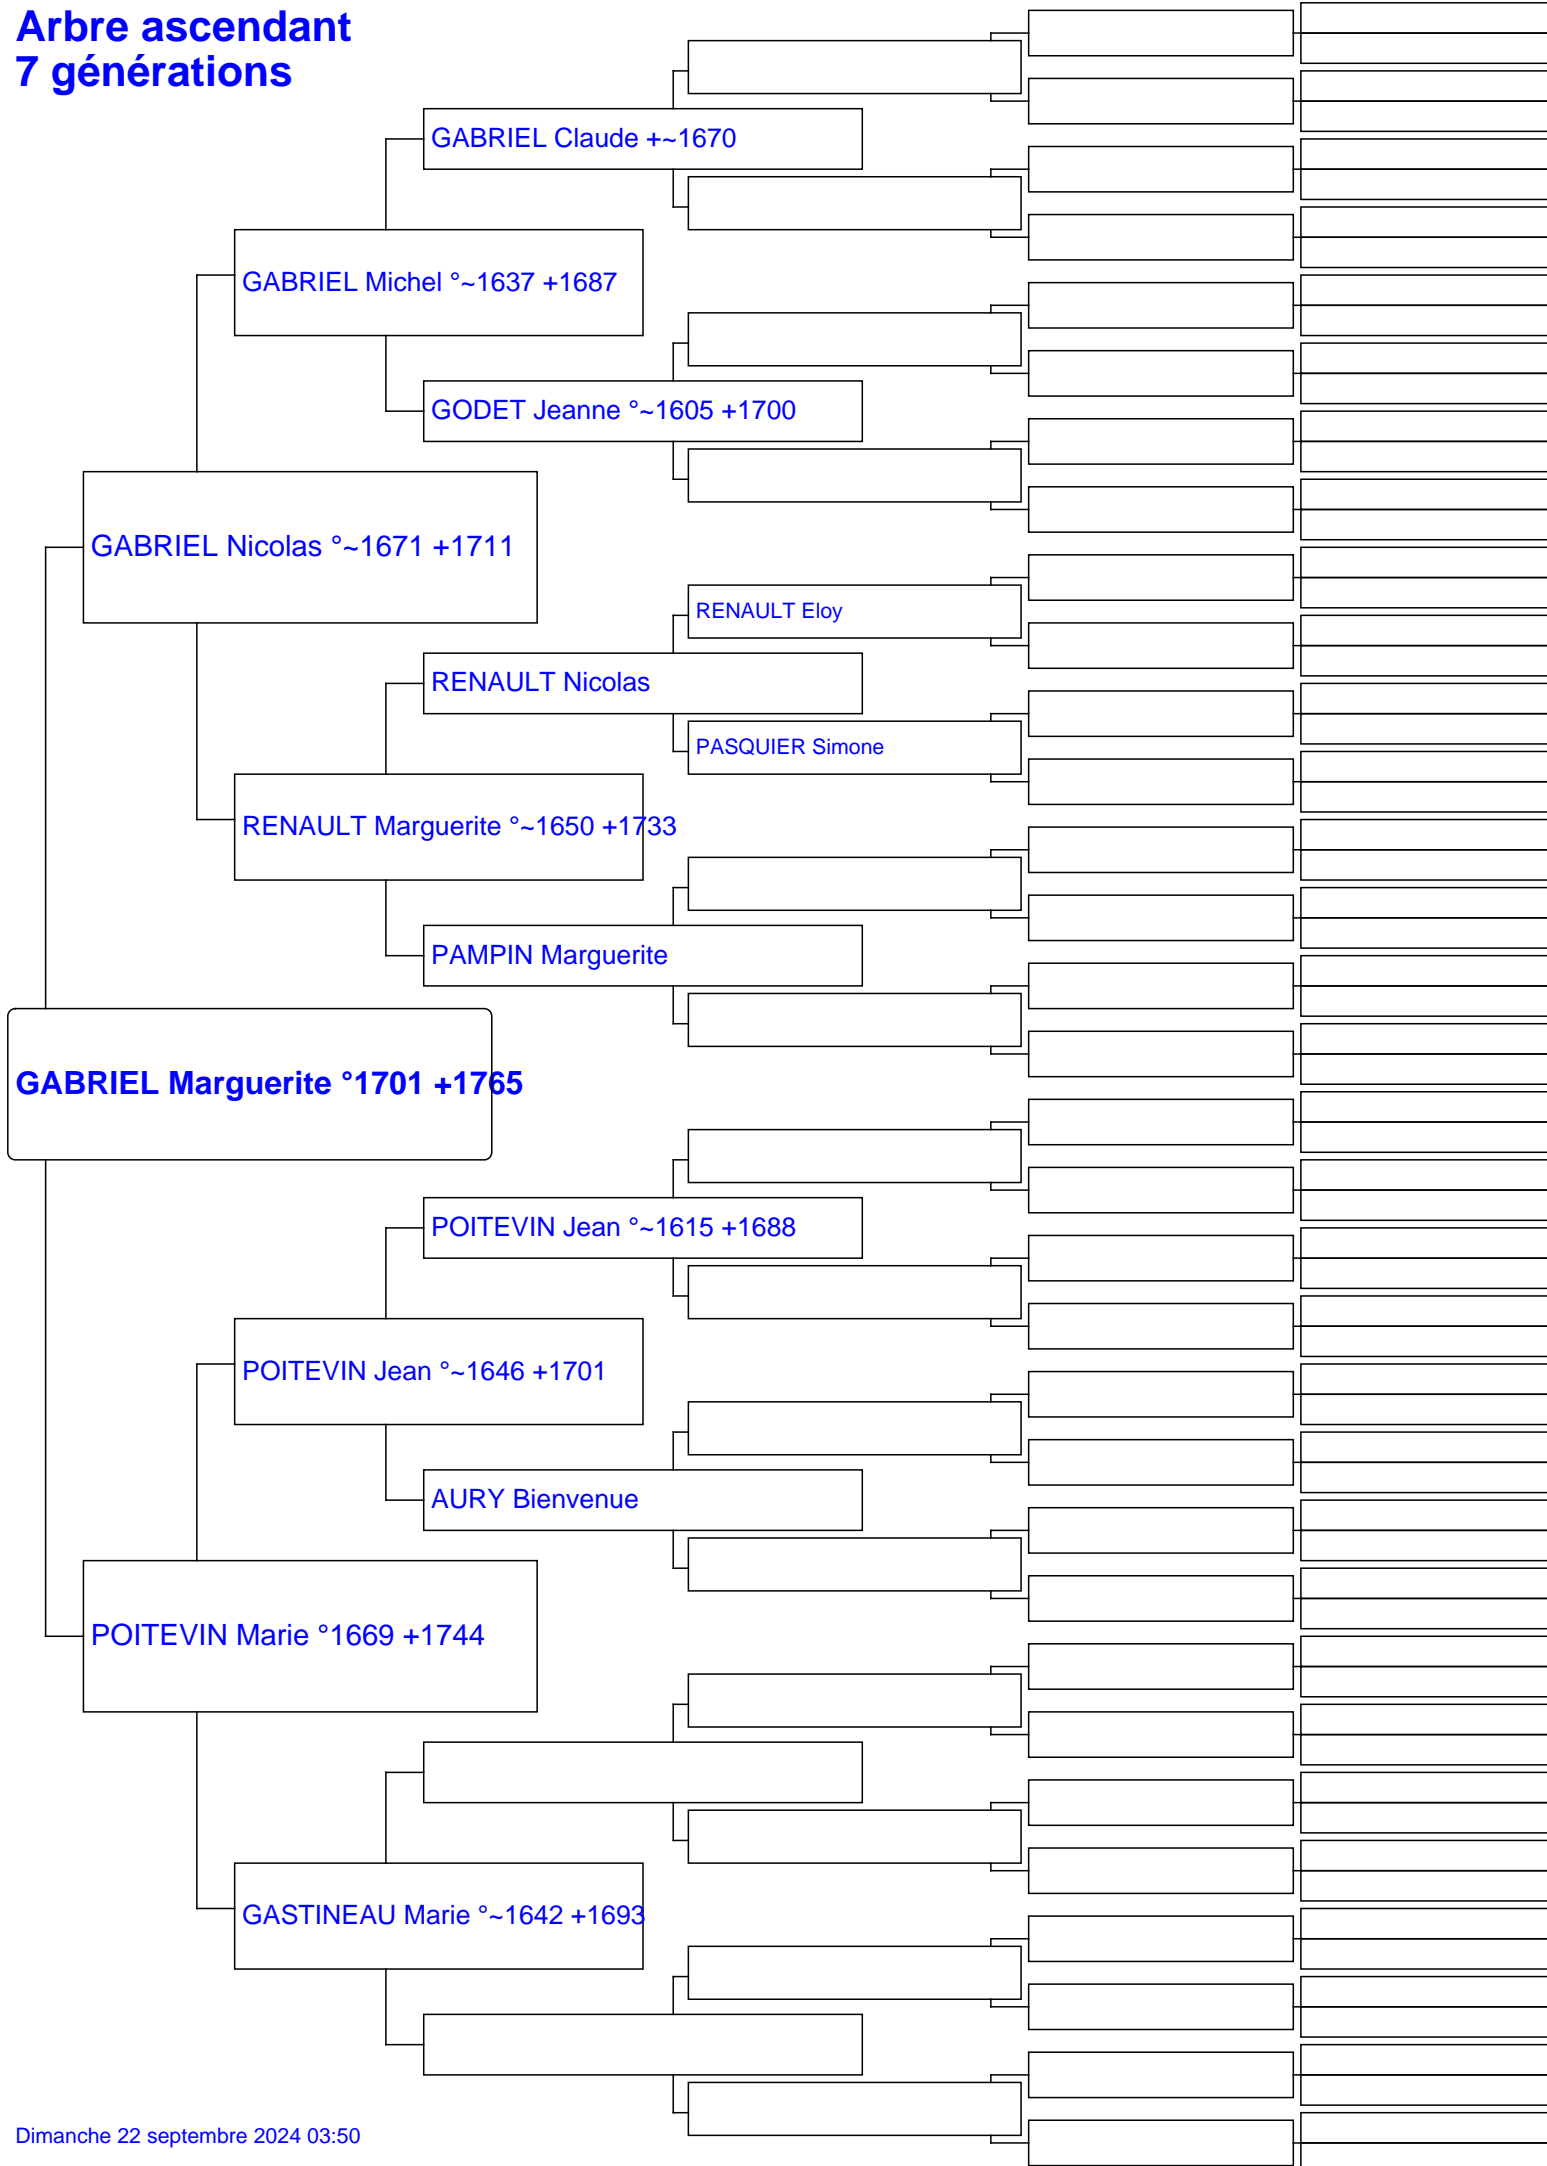 Arbre ascendant
7 générations
GABRIEL Claude +~1670
GABRIEL Michel °~1637 +1687
GODET Jeanne °~1605 +1700
GABRIEL Nicolas °~1671 +1711
RENAULT Eloy
RENAULT Nicolas
PASQUIER Simone
RENAULT Marguerite °~1650 +1733
PAMPIN Marguerite
GABRIEL Marguerite °1701 +1765
POITEVIN Jean °~1615 +1688
POITEVIN Jean °~1646 +1701
AURY Bienvenue
POITEVIN Marie °1669 +1744
GASTINEAU Marie °~1642 +1693
Dimanche 22 septembre 2024 03:50